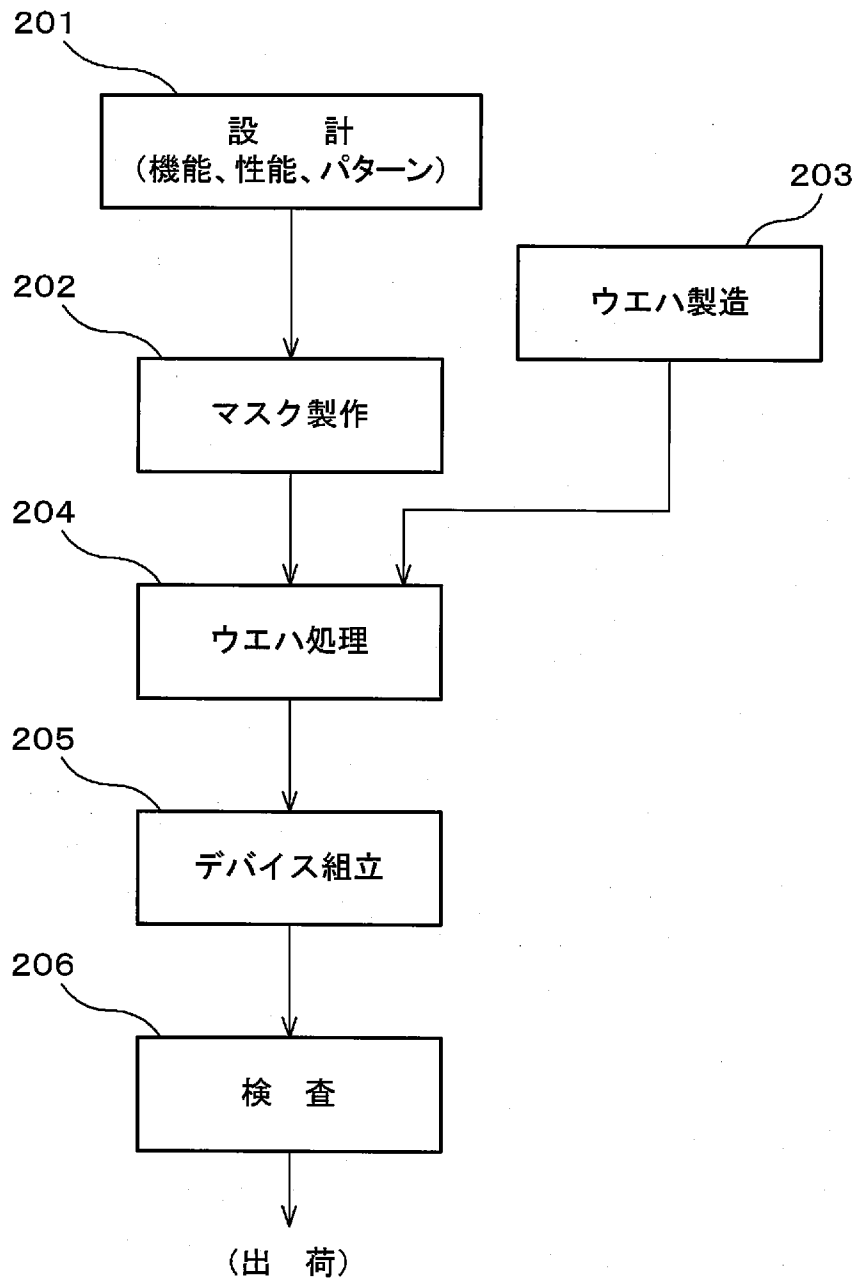 201
設 計
(機能、性能、パターン)
203
ウエハ製造
202
マスク製作
204
ウエハ処理
205
デバイス組立
206
検 査
(出 荷)